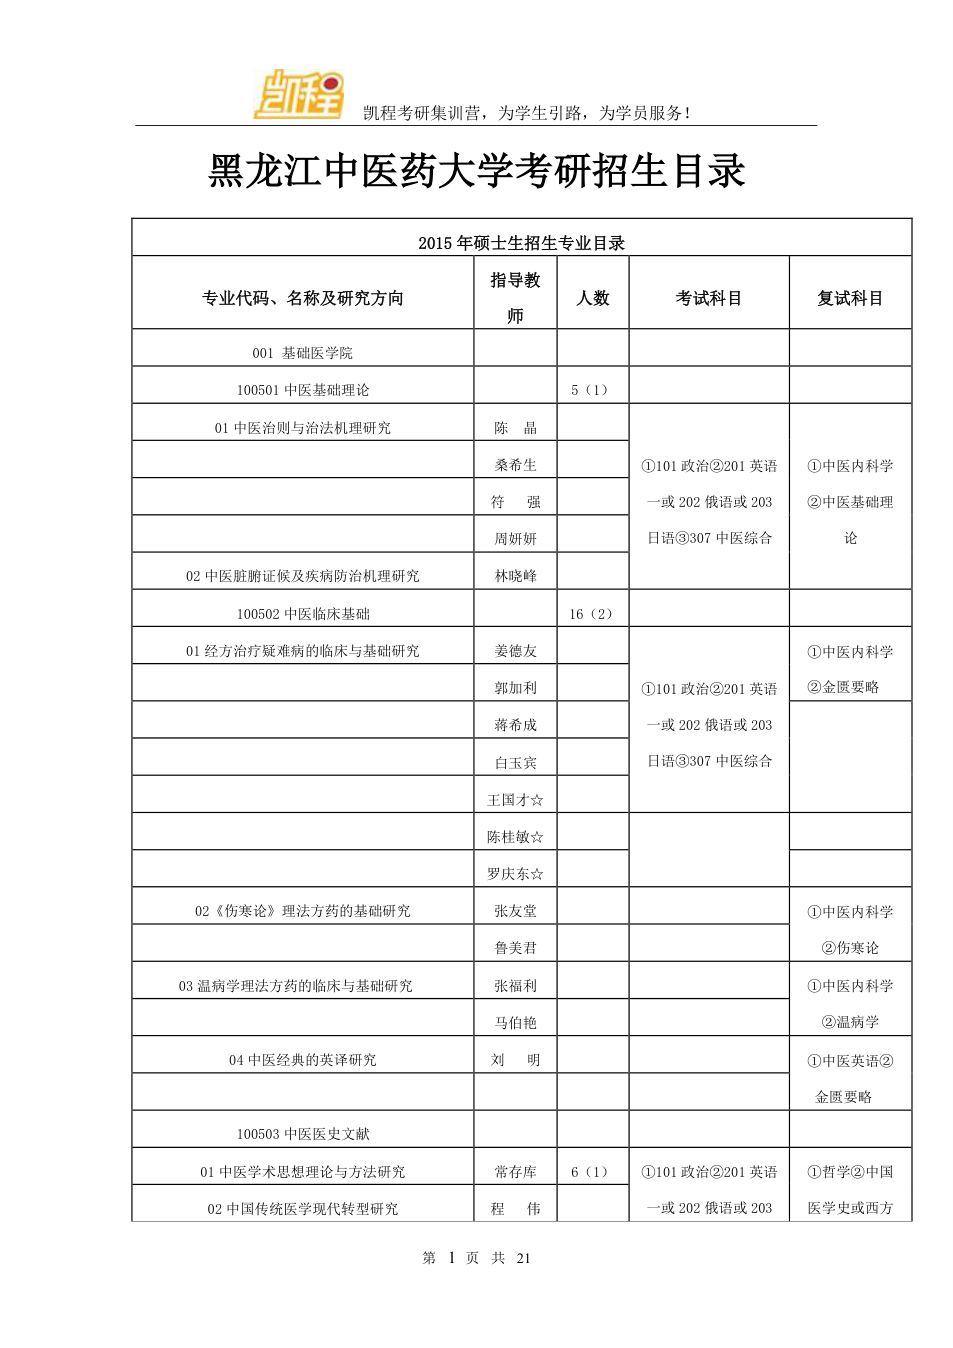 凯程
凯程考研集训营，为学生引路，为学员服务！
黑龙江中医药大学考研招生目录
2015 年硕士生招生专业目录
专业代码、名称及研究方向 指导教师 人数 考试科目 复试科目
001 基础医学院
100501 中医基础理论 5（1）
01 中医治则与治法机理研究 陈 晶
桑希生 ①101 政治②201 英语 ①中医内科学
符 强 一或 202 俄语或 203 ②中医基础理
周妍妍 日语③307 中医综合 论
02 中医脏腑证候及疾病防治机理研究 林晓峰
100502 中医临床基础 16（2）
01 经方治疗疑难病的临床与基础研究 姜德友 ①中医内科学
郭加利 ①101 政治②201 英语 ②金匮要略
蒋希成 一或 202 俄语或 203
白玉宾 日语③307 中医综合
王国才☆
陈桂敏☆
罗庆东☆
02《伤寒论》理法方药的基础研究 张友堂 ①中医内科学
鲁美君 ②伤寒论
03 温病学理法方药的临床与基础研究 张福利 ①中医内科学
马伯艳 ②温病学
04 中医经典的英译研究 刘 明 ①中医英语②
金匮要略
100503 中医医史文献
01 中医学术思想理论与方法研究 常存库 6（1） ①101 政治②201 英语 ①哲学②中国
02 中国传统医学现代转型研究 程 伟 一或 202 俄语或 203 医学史或西方
第 1 页 共 21